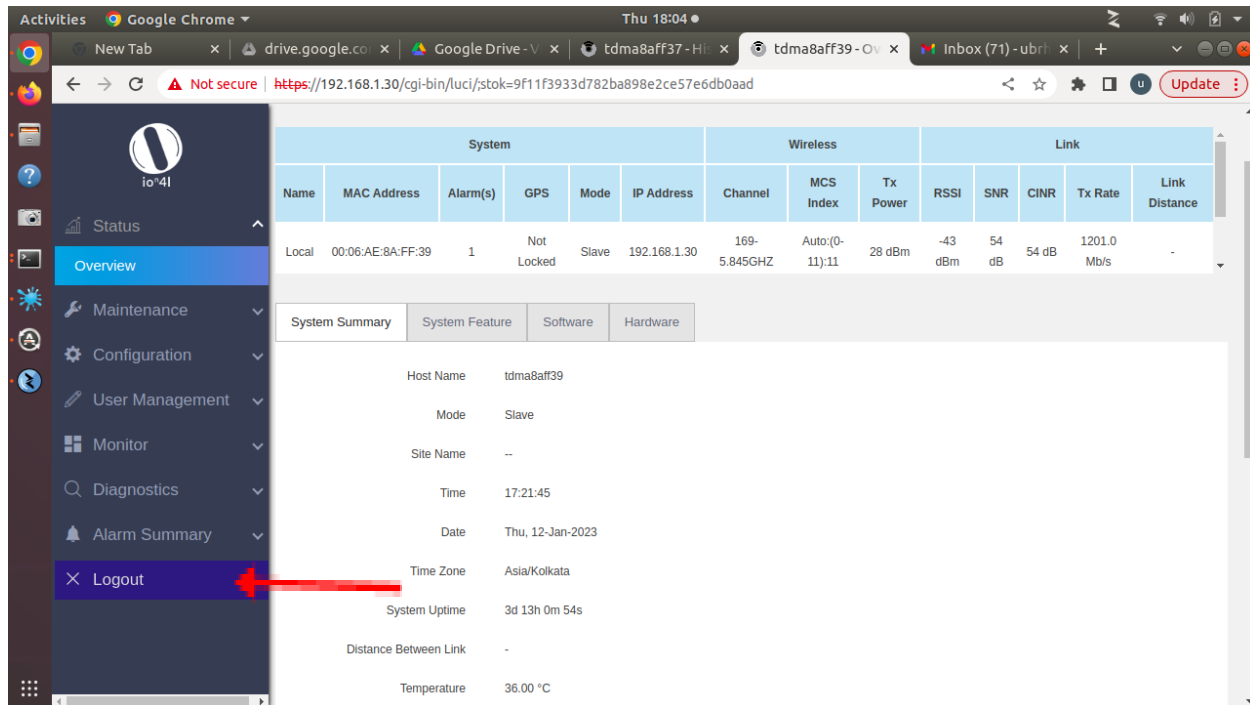 Activities Google Chrome Thu 18:04
New Tab drive.google.co Google Drive - V tdma8aff37 - His tdma8aff39 - Ov Inbox (71) - ubrh
Not secure https://192.168.1.30/cgi-bin/luci/;stok=9f11f3933d782ba898e2ce57e6db0aad u Update
ioⁿ4l
Status
Overview
Maintenance
Configuration
User Management
Monitor
Diagnostics
Alarm Summary
Logout
System Wireless Link
Name MAC Address Alarm(s) GPS Mode IP Address Channel MCS Index Tx Power RSSI SNR CINR Tx Rate Link Distance
Local 00:06:AE:8A:FF:39 1 Not Locked Slave 192.168.1.30 169-5.845GHZ Auto:(0-11):11 28 dBm -43 dBm 54 dB 54 dB 1201.0 Mb/s -
System Summary System Feature Software Hardware
Host Name tdma8aff39
Mode Slave
Site Name --
Time 17:21:45
Date Thu, 12-Jan-2023
Time Zone Asia/Kolkata
System Uptime 3d 13h 0m 54s
Distance Between Link -
Temperature 36.00 °C